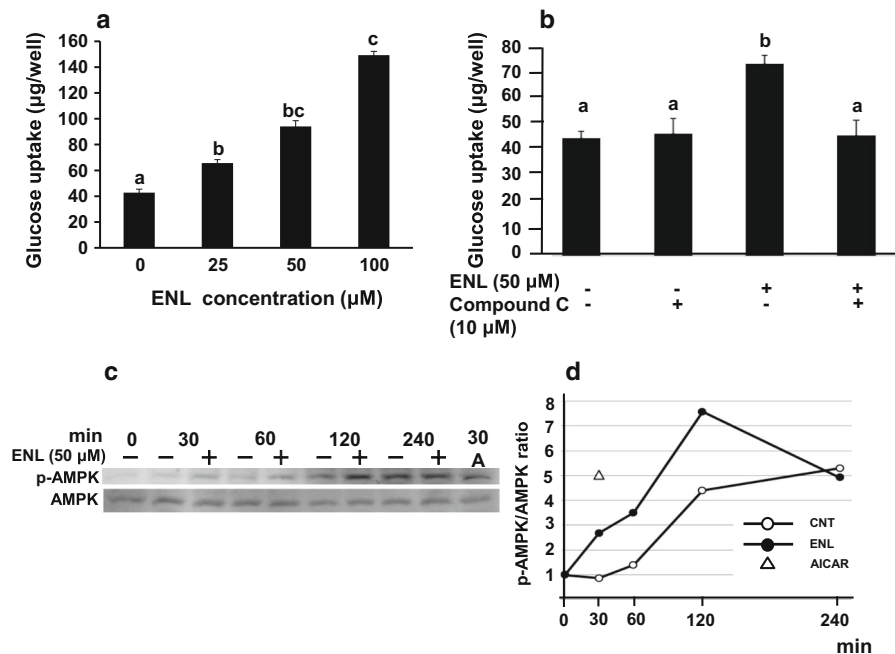 a
Glucose uptake (µg/well)
160
140
120
100
80
60
40
20
0
a
b
bc
c
0 25 50 100
ENL concentration (µM)
b
Glucose uptake (µg/well)
80
70
60
50
40
30
20
10
0
a
a
b
a
ENL (50 µM) - - + +
Compound C - + - +
(10 µM)
c
min 0 30 60 120 240 30
ENL (50 µM) − − + − + − + − + A
p-AMPK
AMPK
d
p-AMPK/AMPK ratio
8
7
6
5
4
3
2
1
CNT
ENL
AICAR
0 30 60 120 240
min